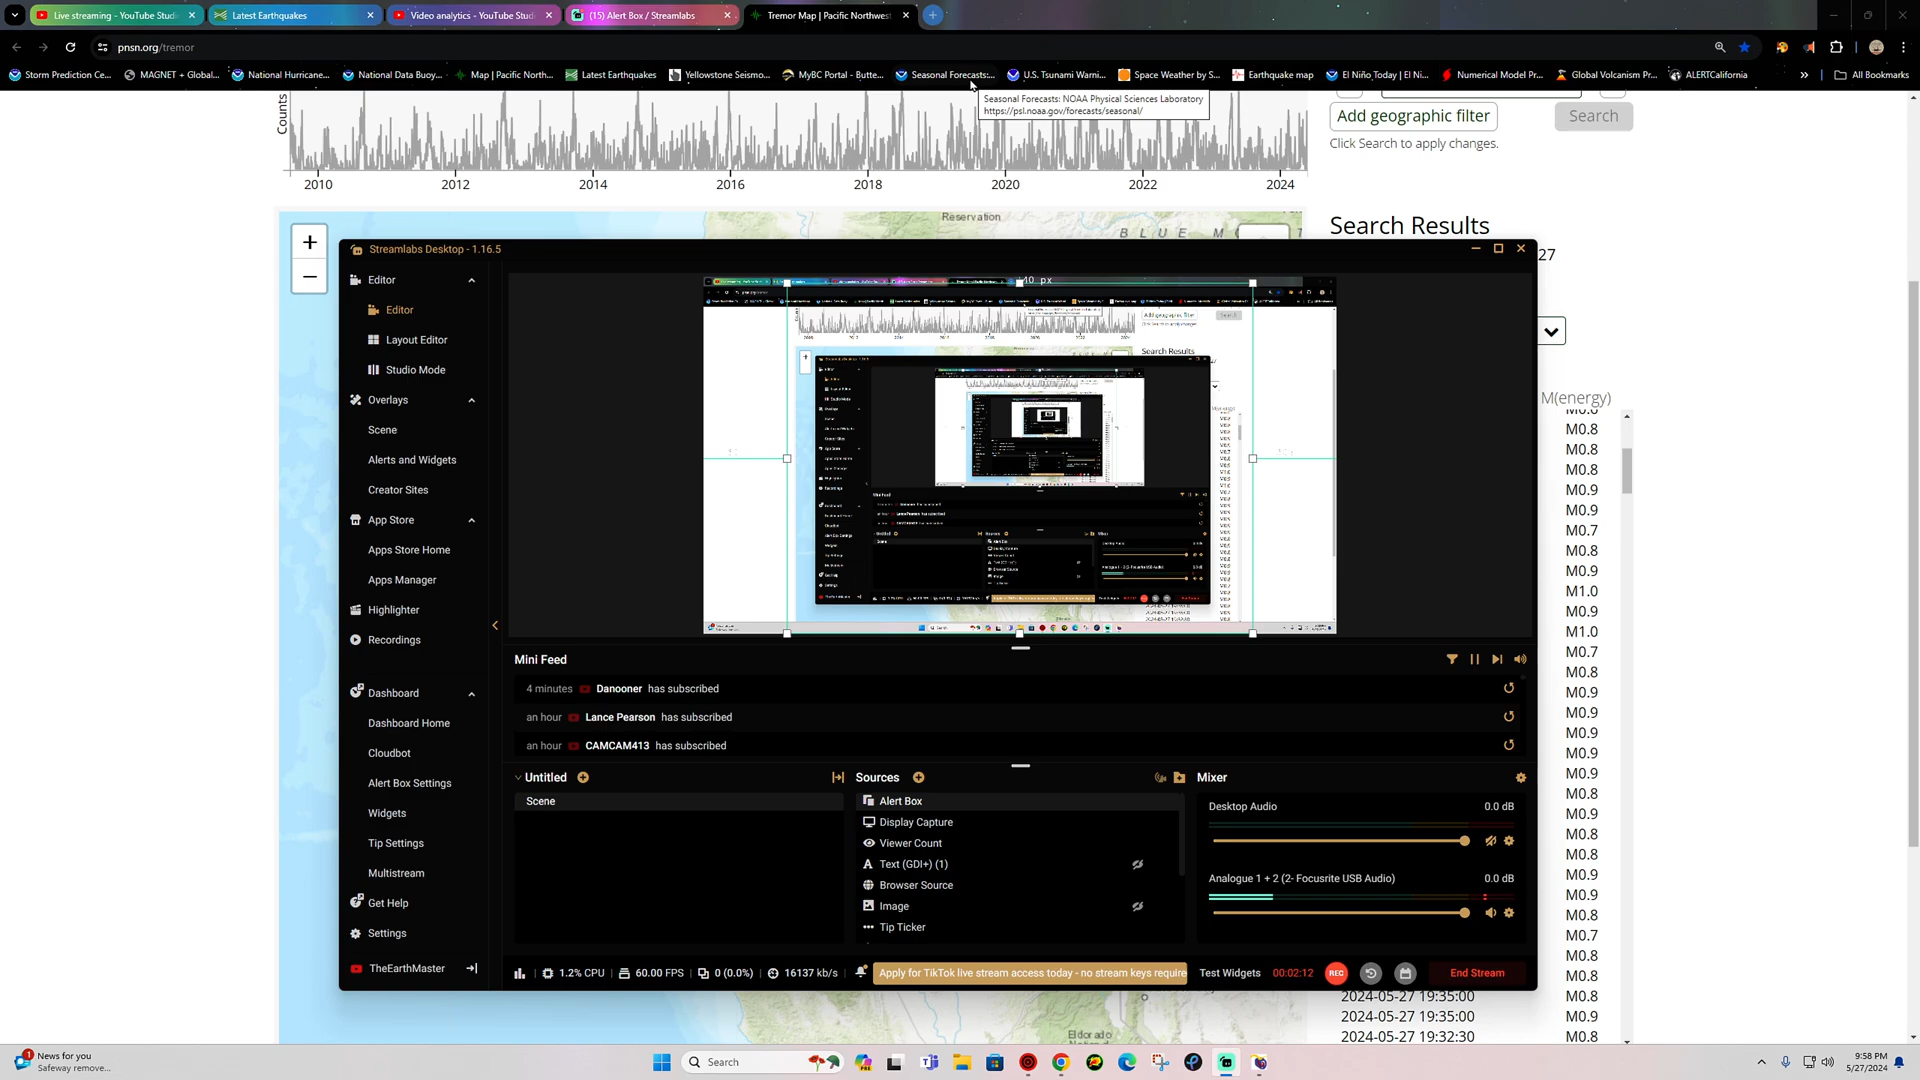 Live streaming - YouTube Studi
Latest Earthquakes
Video analytics - YouTube Studi
(15) Alert Box / Streamlabs
Tremor Map | Pacific Northwest
pnsn.org/tremor
Storm Prediction Ce...
MAGNET + Global...
National Hurricane...
National Data Buoy...
Map | Pacific North...
Latest Earthquakes
Yellowstone Seismo...
MyBC Portal - Butte...
Seasonal Forecasts:...
U.S. Tsunami Warni...
Space Weather by S...
Earthquake map
El Niño Today | El Ni...
Numerical Model Pr...
Global Volcanism Pr...
ALERTCalifornia
All Bookmarks
Seasonal Forecasts: NOAA Physical Sciences Laboratory
https://psl.noaa.gov/forecasts/seasonal/
Counts
2010
2012
2014
2016
2018
2020
2022
2024
Add geographic filter
Search
Click Search to apply changes.
Reservation
BLUE M
Search Results
27
+
−
Streamlabs Desktop - 1.16.5
Editor
Editor
Layout Editor
Studio Mode
Overlays
Scene
Alerts and Widgets
Creator Sites
App Store
Apps Store Home
Apps Manager
Highlighter
Recordings
Dashboard
Dashboard Home
Cloudbot
Alert Box Settings
Widgets
Tip Settings
Multistream
Get Help
Settings
TheEarthMaster
Mini Feed
4 minutes Danooner has subscribed
an hour Lance Pearson has subscribed
an hour CAMCAM413 has subscribed
Untitled
Scene
Sources
Alert Box
Display Capture
Viewer Count
Text (GDI+) (1)
Browser Source
Image
Tip Ticker
Mixer
Desktop Audio 0.0 dB
Analogue 1 + 2 (2- Focusrite USB Audio) 0.0 dB
1.2% CPU
60.00 FPS
0 (0.0%)
16137 kb/s
Apply for TikTok live stream access today - no stream keys require
Test Widgets
00:02:12
REC
End Stream
M(energy)
M0.8
M0.8
M0.8
M0.9
M0.9
M0.7
M0.8
M0.9
M1.0
M0.9
M1.0
M0.7
M0.8
M0.9
M0.9
M0.9
M0.9
M0.9
M0.8
M0.9
M0.8
M0.8
M0.9
M0.9
M0.8
M0.7
M0.8
M0.8
2024-05-27 19:35:00 M0.8
2024-05-27 19:35:00 M0.9
2024-05-27 19:32:30 M0.8
Eldorado
News for you
Safeway remove...
Search
9:58 PM
5/27/2024